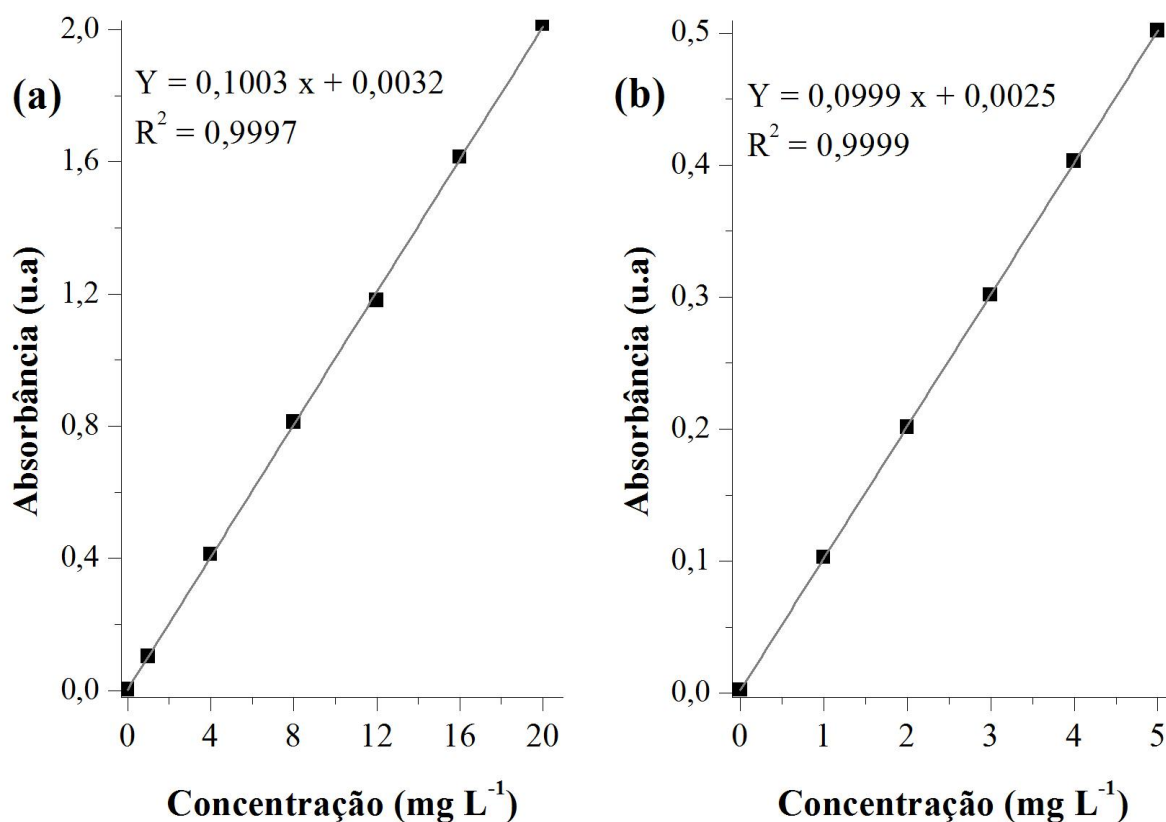 (a)
Y = 0,1003 x + 0,0032
R² = 0,9997
Absorbância (u.a)
2,0
1,6
1,2
0,8
0,4
0,0
0 4 8 12 16 20
Concentração (mg L⁻¹)
(b)
Y = 0,0999 x + 0,0025
R² = 0,9999
Absorbância (u.a)
0,5
0,4
0,3
0,2
0,1
0,0
0 1 2 3 4 5
Concentração (mg L⁻¹)